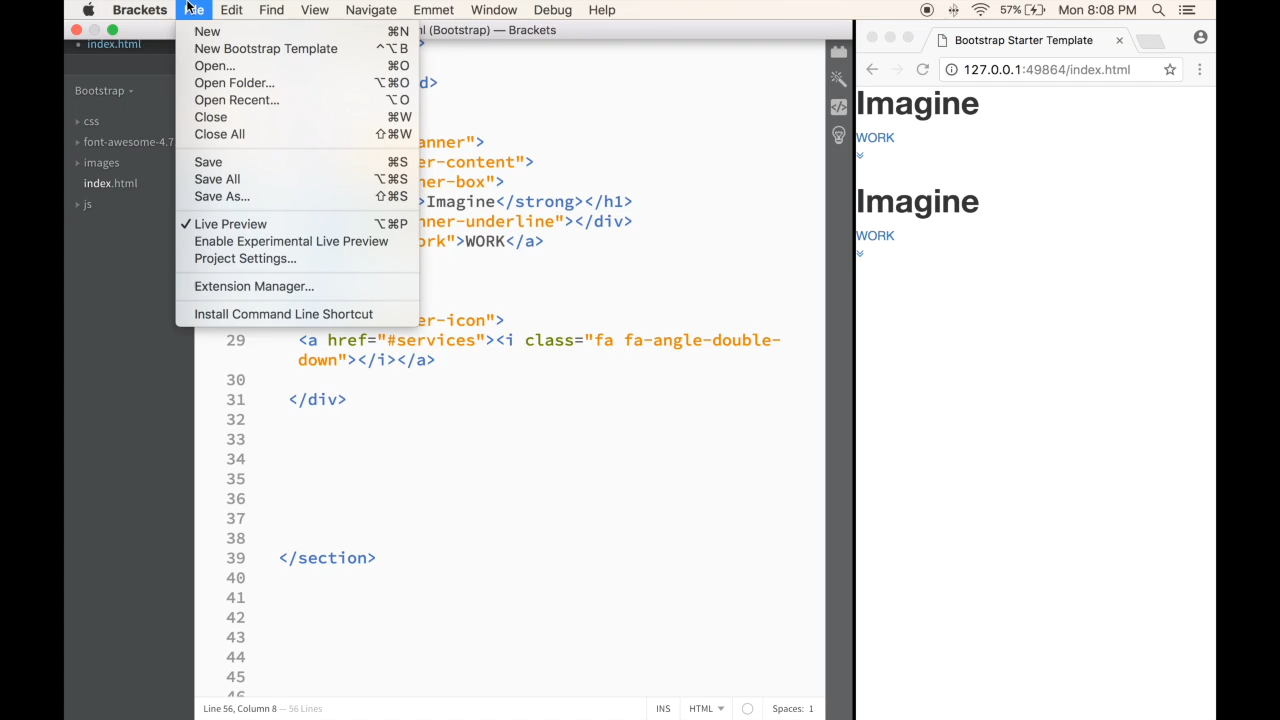 Brackets File Edit Find View Navigate Emmet Window Debug Help 57% Mon 8:08 PM
ml (Bootstrap) — Brackets
index.html
Bootstrap
css
font-awesome-4.7
images
index.html
js
New ⌘N
New Bootstrap Template ⌃⌥B
Open... ⌘O
Open Folder... ⌥⌘O
Open Recent... ⌥O
Close ⌘W
Close All ⇧⌘W
Save ⌘S
Save All ⌥⌘S
Save As... ⇧⌘S
✓ Live Preview ⌥⌘P
Enable Experimental Live Preview
Project Settings...
Extension Manager...
Install Command Line Shortcut
>
d>
anner">
er-content">
ner-box">
>Imagine</strong></h1>
ner-underline"></div>
ork">WORK</a>
er-icon">
29 <a href="#services"><i class="fa fa-angle-double-
down"></i></a>
30
31 </div>
32
33
34
35
36
37
38
39 </section>
40
41
42
43
44
45
46
Line 56, Column 8 — 56 Lines INS HTML Spaces: 1
Bootstrap Starter Template ×
127.0.0.1:49864/index.html
Imagine
WORK
Imagine
WORK